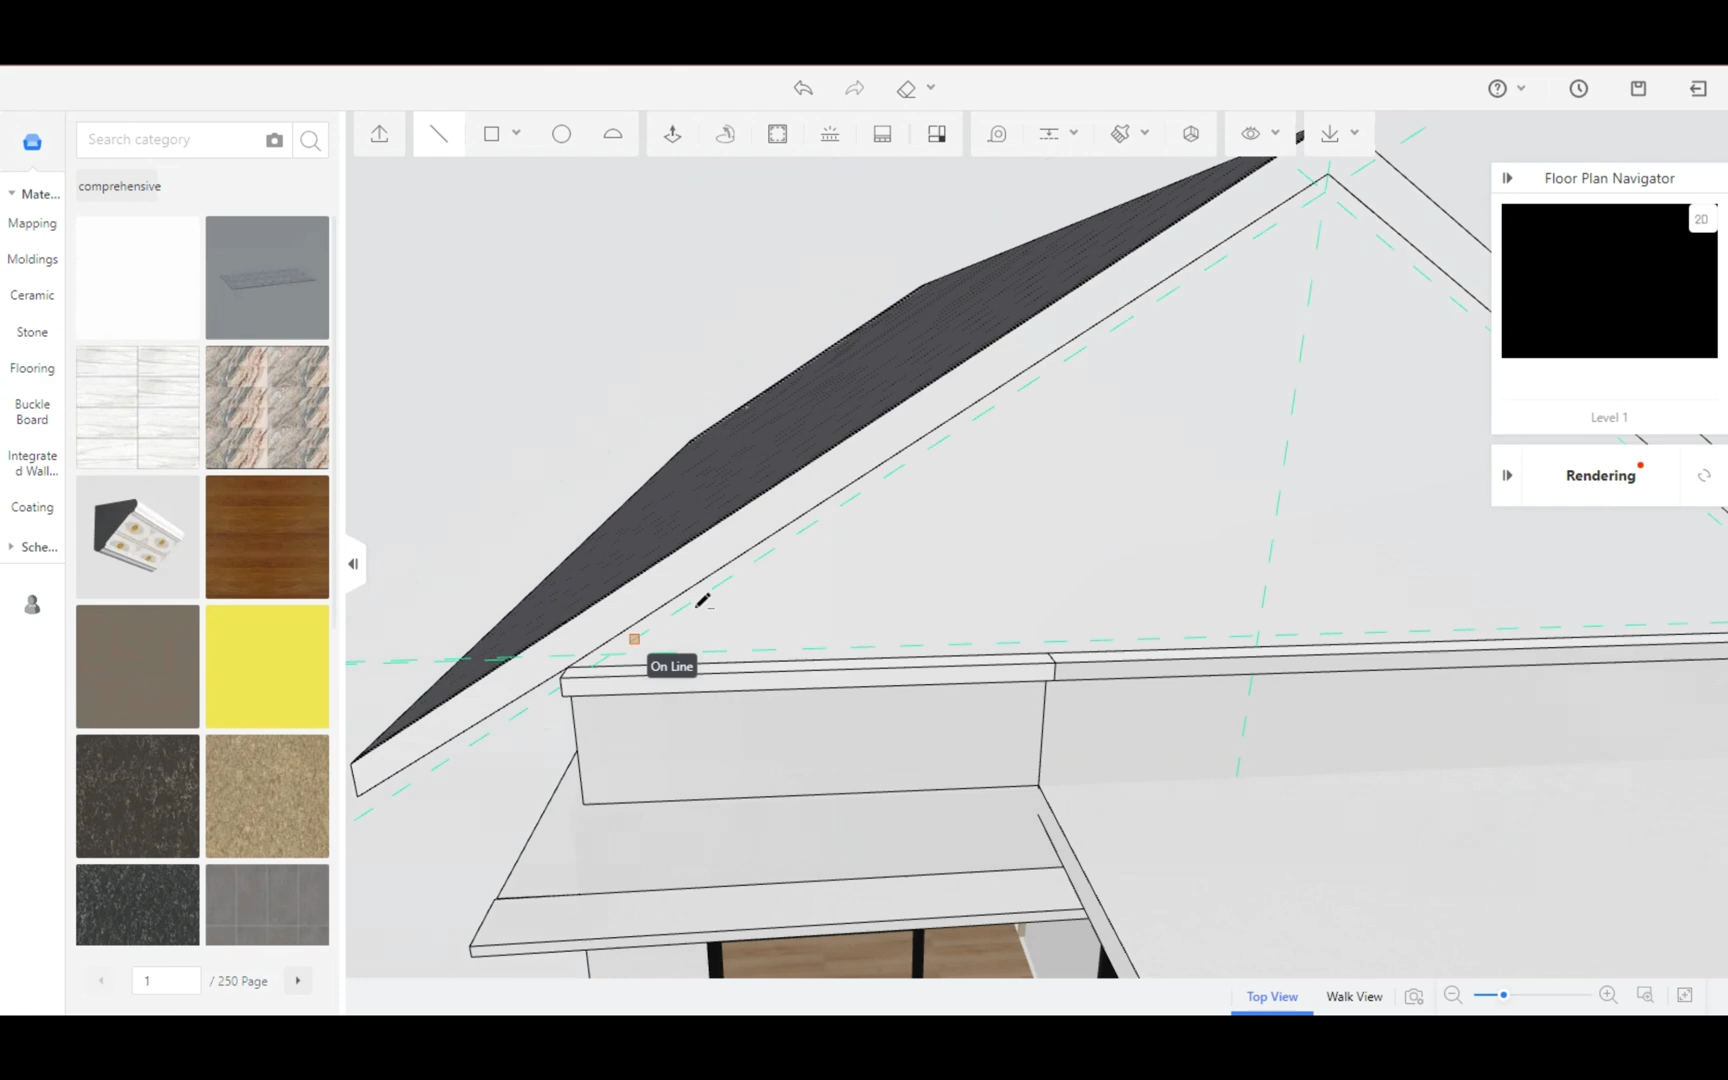 Search category
Mate...
comprehensive
Mapping
Moldings
Ceramic
Stone
Flooring
Buckle
Board
Integrate
d Wall...
Coating
Sche...
1
/ 250 Page
On Line
Floor Plan Navigator
2D
Level 1
Rendering
Top View
Walk View